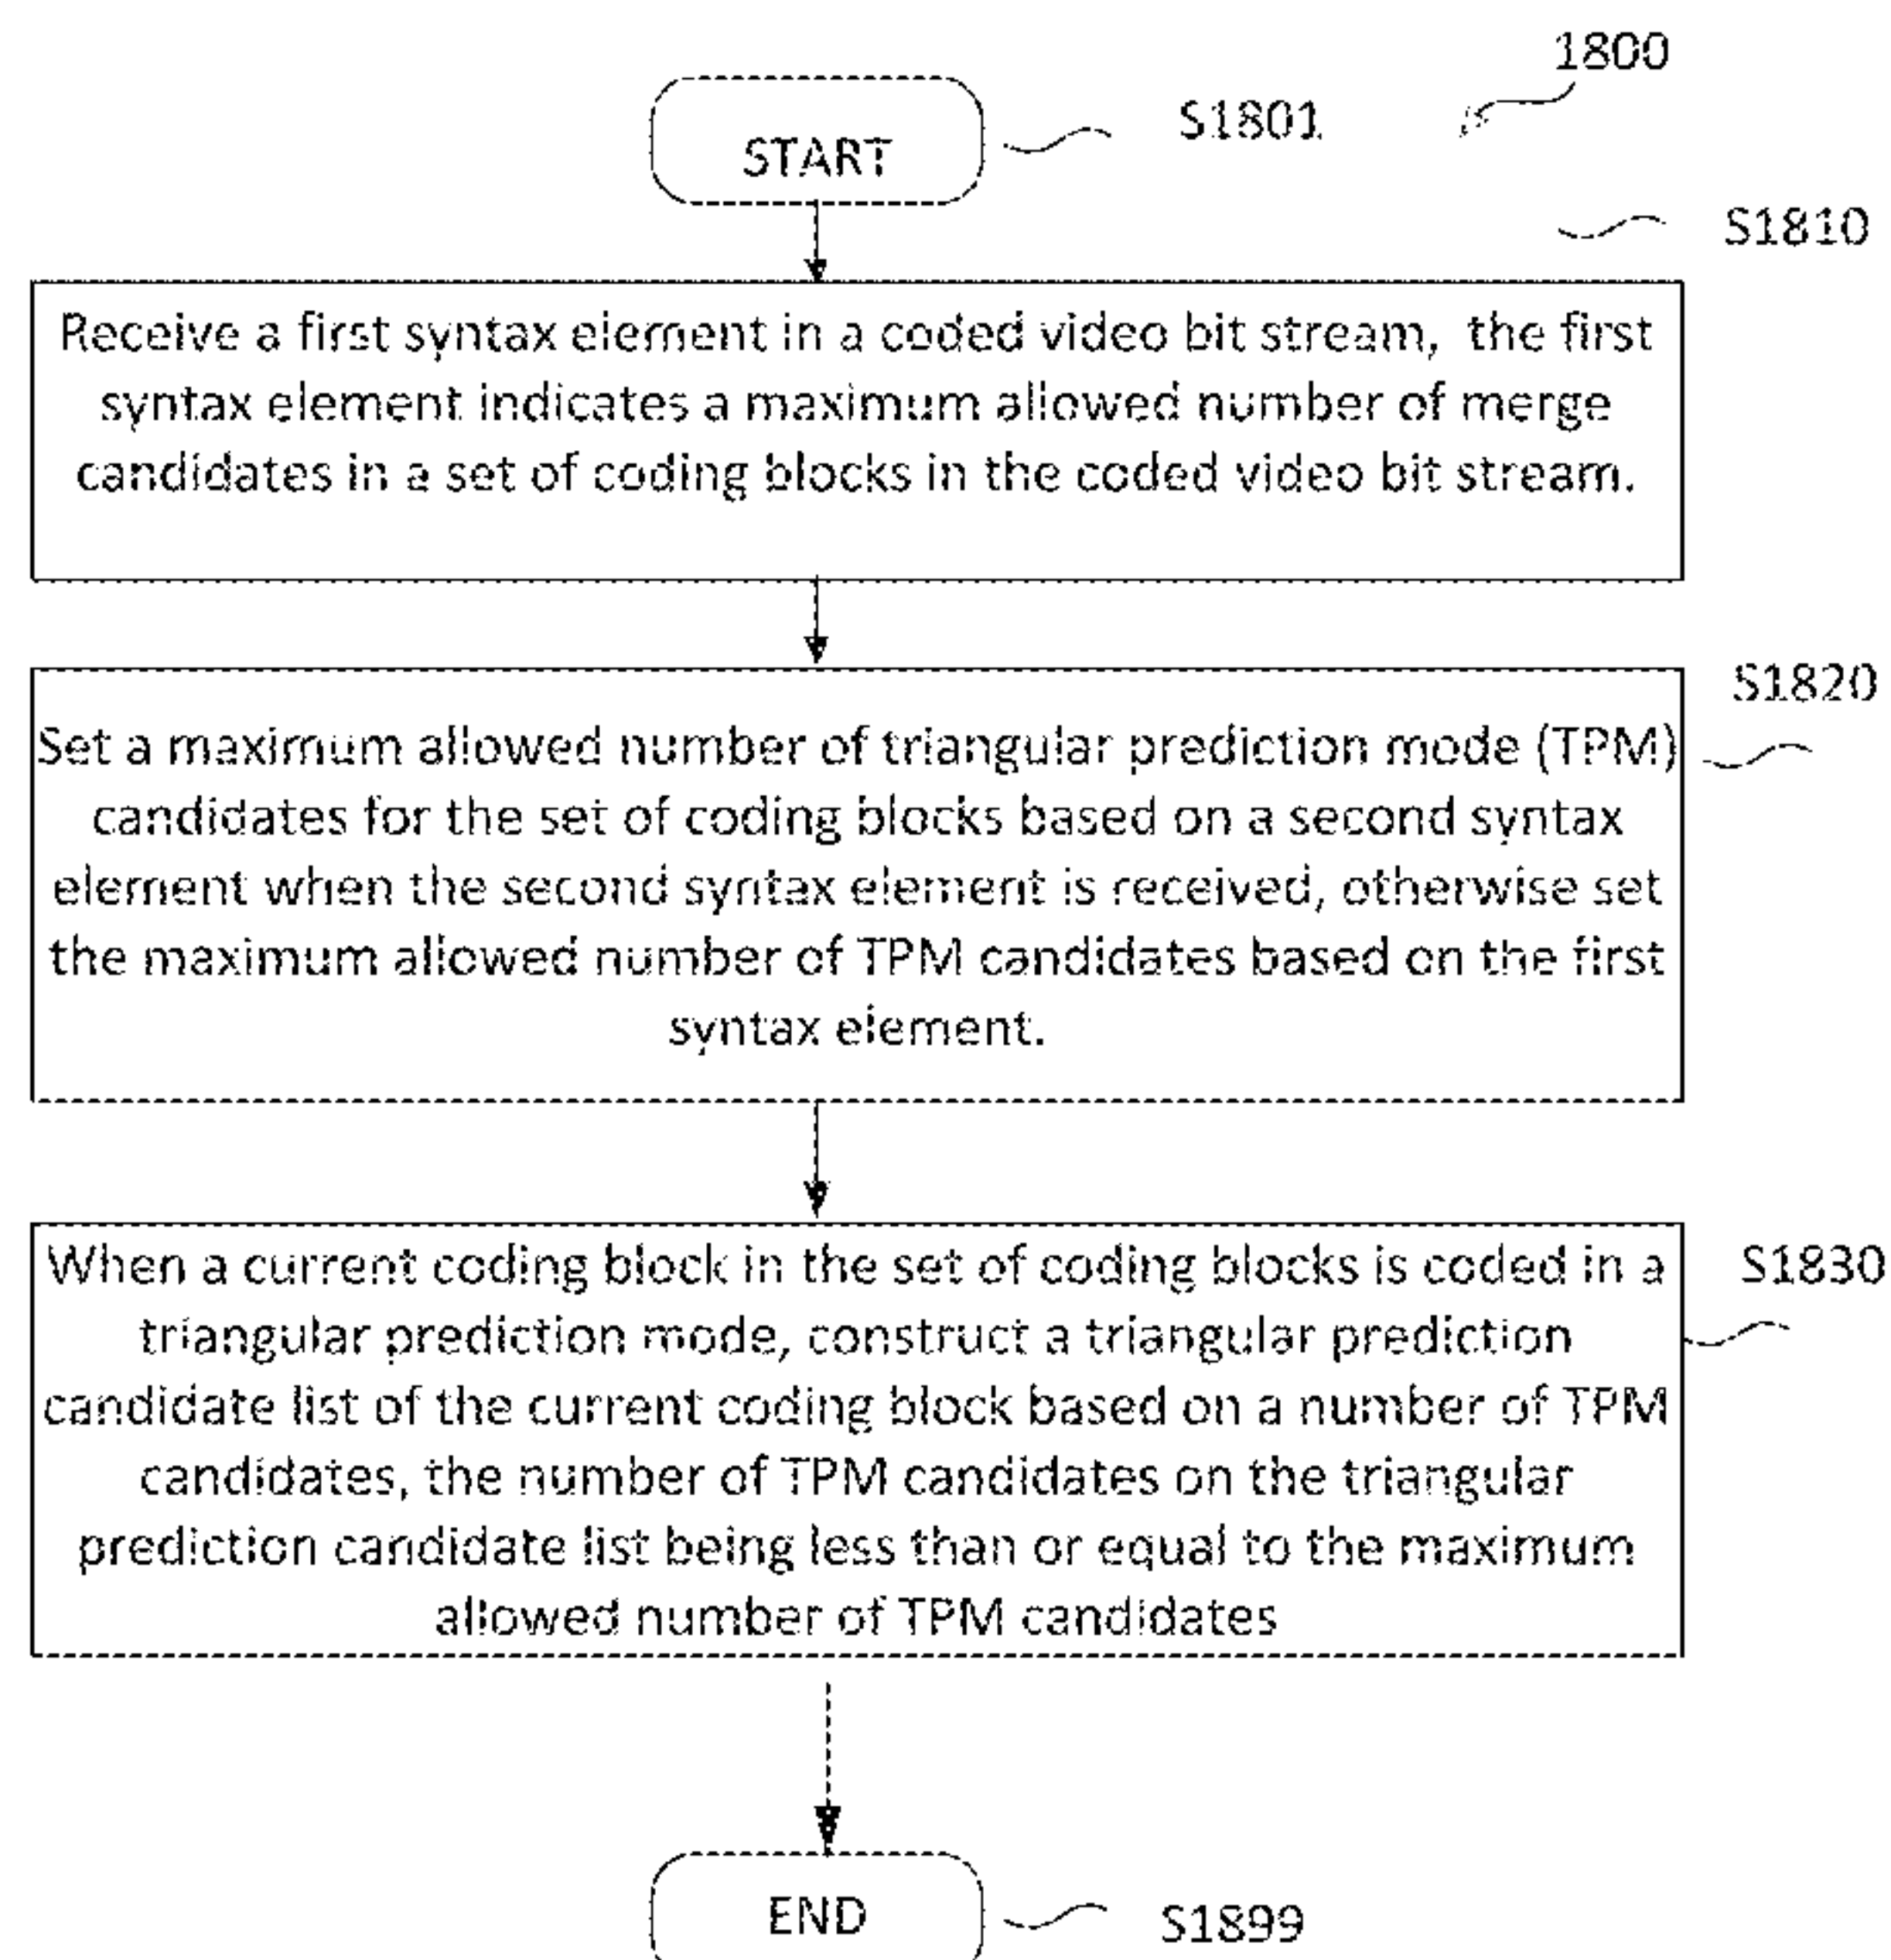 1800
START
S1801
S1810
Receive a first syntax element in a coded video bit stream, the first
syntax element indicates a maximum allowed number of merge
candidates in a set of coding blocks in the coded video bit stream.
S1820
Set a maximum allowed number of triangular prediction mode (TPM)
candidates for the set of coding blocks based on a second syntax
element when the second syntax element is received, otherwise set
the maximum allowed number of TPM candidates based on the first
syntax element.
S1830
When a current coding block in the set of coding blocks is coded in a
triangular prediction mode, construct a triangular prediction
candidate list of the current coding block based on a number of TPM
candidates, the number of TPM candidates on the triangular
prediction candidate list being less than or equal to the maximum
allowed number of TPM candidates
END
S1899